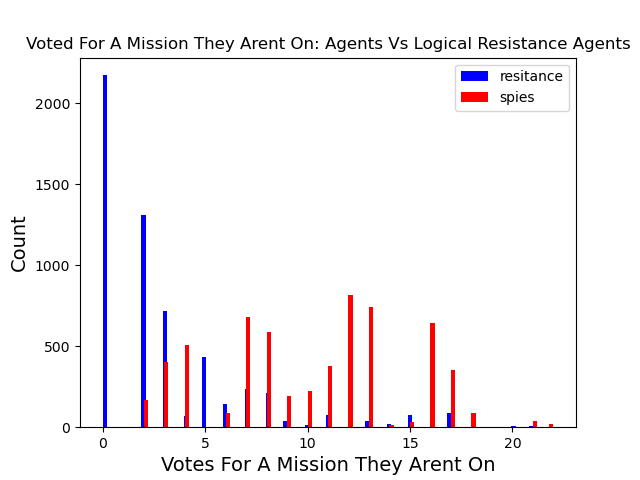 Voted For A Mission They Arent On: Agents Vs Logical Resistance Agents
resitance
spies
2000
1500
1000
500
0
Count
0 5 10 15 20
Votes For A Mission They Arent On